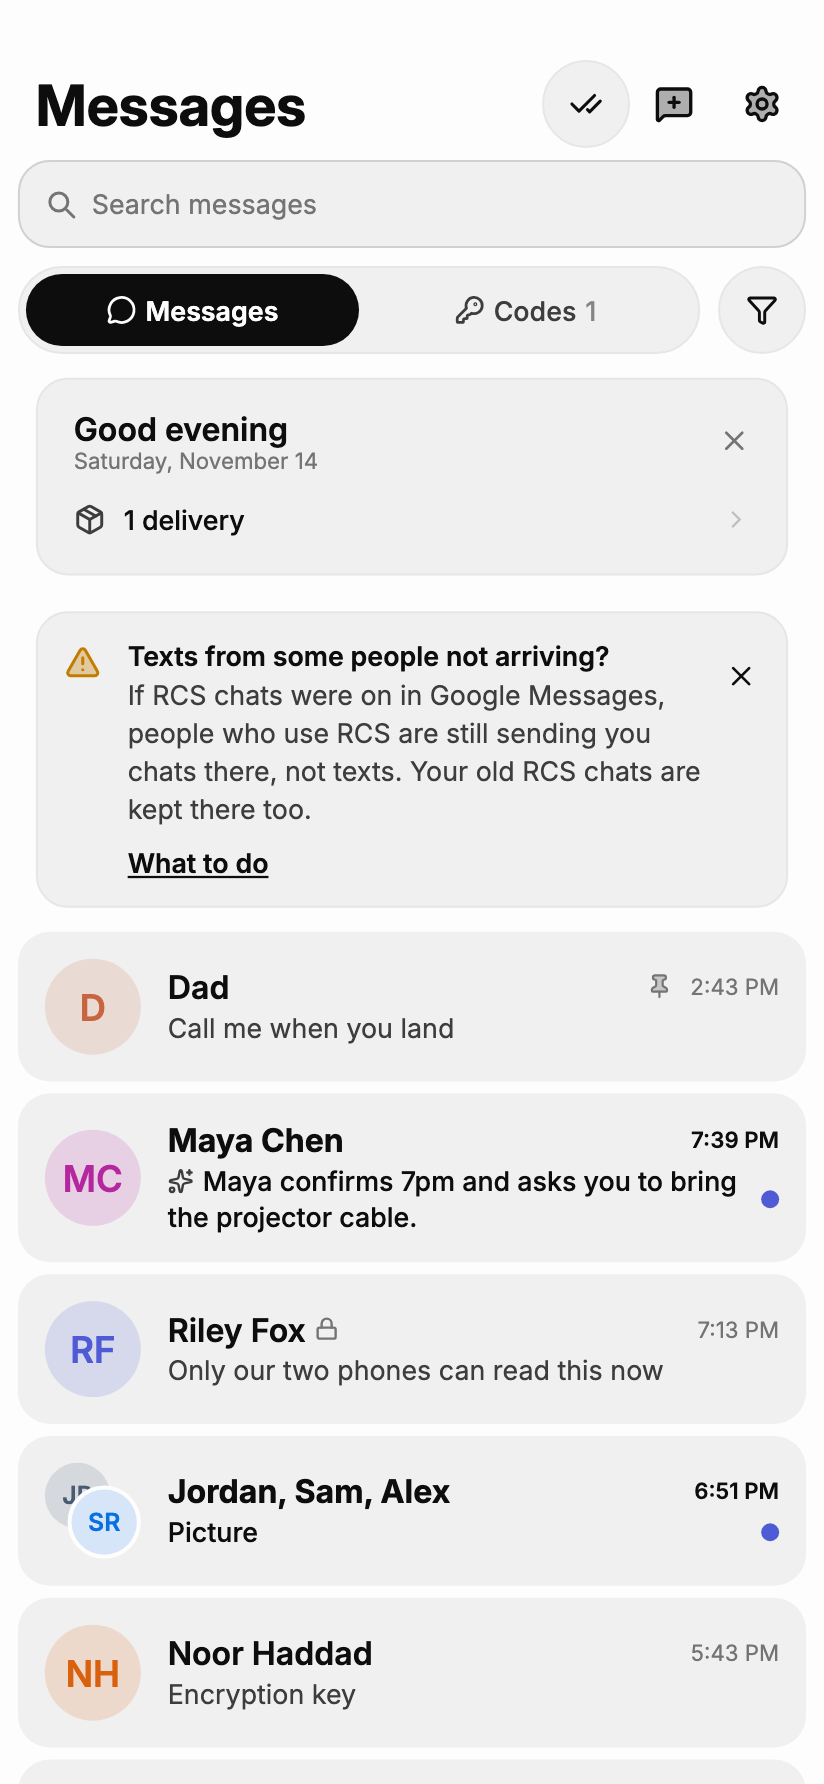 Messages
Search messages
Messages
Codes 1
Good evening
Saturday, November 14
1 delivery
Texts from some people not arriving?
If RCS chats were on in Google Messages,
people who use RCS are still sending you
chats there, not texts. Your old RCS chats are
kept there too.
What to do
D
Dad
2:43 PM
Call me when you land
MC
Maya Chen
7:39 PM
Maya confirms 7pm and asks you to bring
the projector cable.
RF
Riley Fox
7:13 PM
Only our two phones can read this now
SR
Jordan, Sam, Alex
6:51 PM
Picture
NH
Noor Haddad
5:43 PM
Encryption key